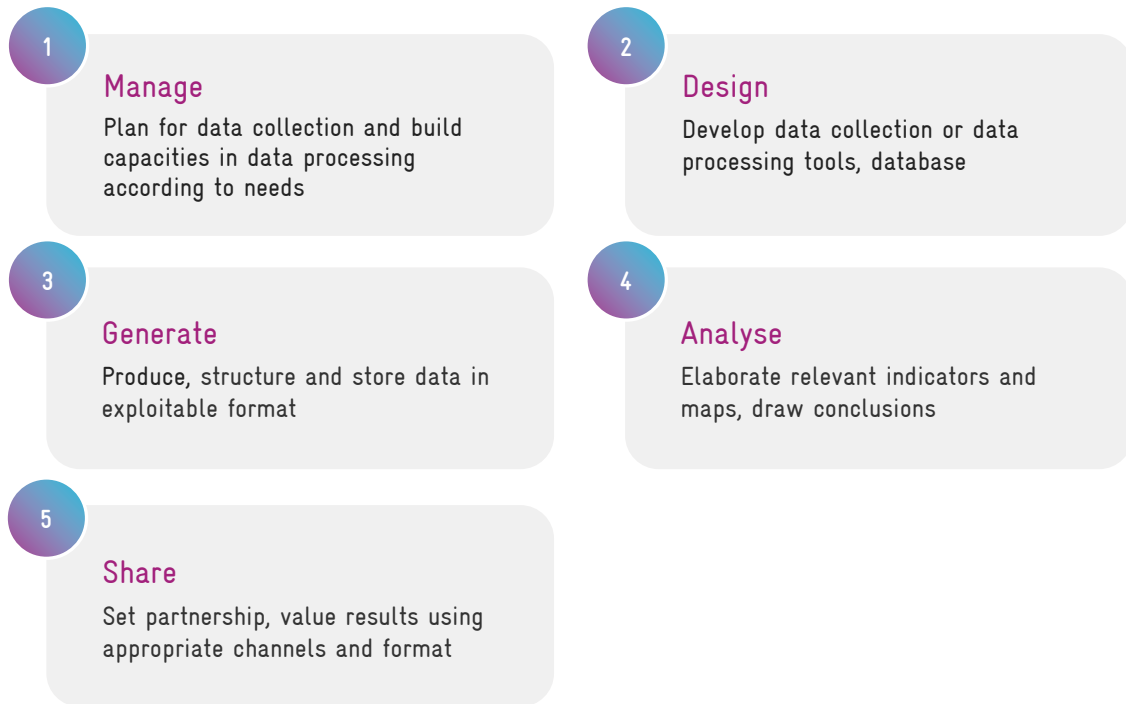 1
Manage
Plan for data collection and build
capacities in data processing
according to needs
2
Design
Develop data collection or data
processing tools, database
3
Generate
Produce, structure and store data in
exploitable format
4
Analyse
Elaborate relevant indicators and
maps, draw conclusions
5
Share
Set partnership, value results using
appropriate channels and format